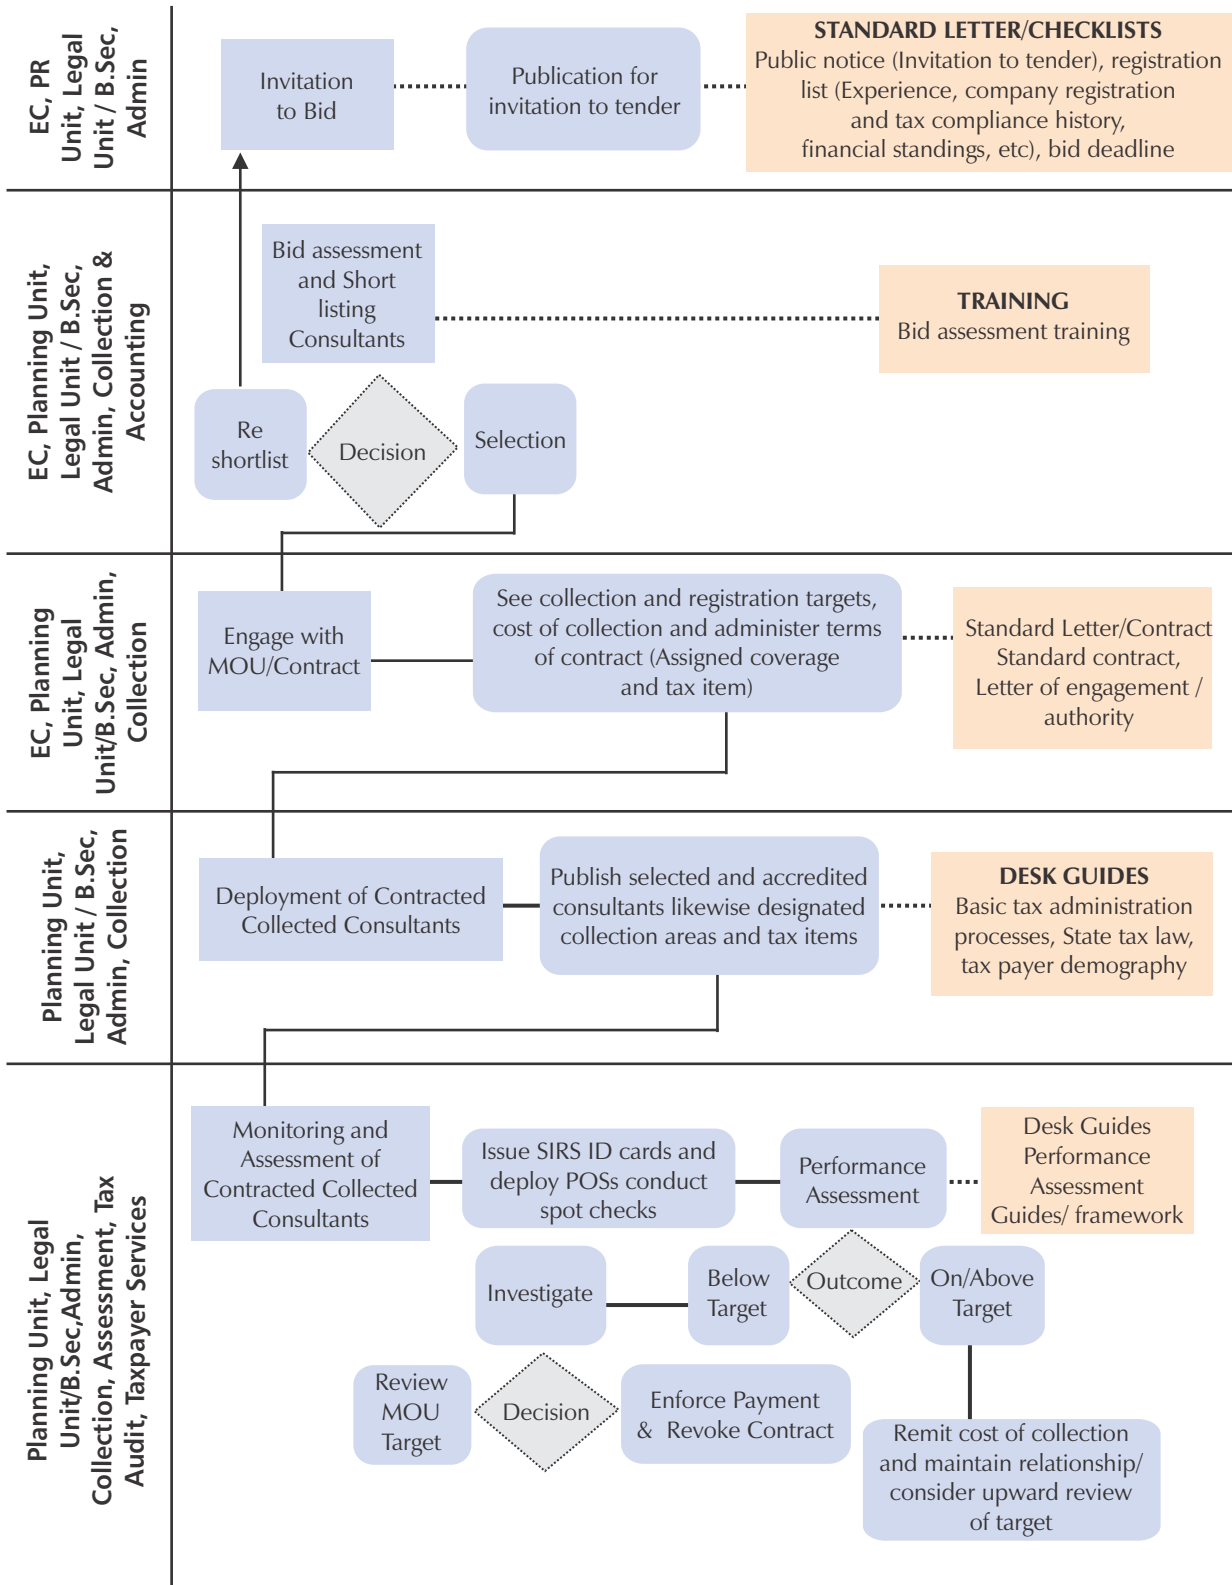 EC, PR
Unit, Legal
Unit / B.Sec,
Admin
Invitation
to Bid
Publication for
invitation to tender
STANDARD LETTER/CHECKLISTS
Public notice (Invitation to tender), registration
list (Experience, company registration
and tax compliance history,
financial standings, etc), bid deadline
EC, Planning Unit,
Legal Unit / B.Sec,
Admin, Collection &
Accounting
Bid assessment
and Short
listing
Consultants
TRAINING
Bid assessment training
Re
shortlist
Decision
Selection
EC, Planning
Unit, Legal
Unit/B.Sec, Admin,
Collection
Engage with
MOU/Contract
See collection and registration targets,
cost of collection and administer terms
of contract (Assigned coverage
and tax item)
Standard Letter/Contract
Standard contract,
Letter of engagement /
authority
Planning Unit,
Legal Unit / B.Sec,
Admin, Collection
Deployment of Contracted
Collected Consultants
Publish selected and accredited
consultants likewise designated
collection areas and tax items
DESK GUIDES
Basic tax administration
processes, State tax law,
tax payer demography
Planning Unit, Legal
Unit/B.Sec,Admin,
Collection, Assessment, Tax
Audit, Taxpayer Services
Monitoring and
Assessment of
Contracted Collected
Consultants
Issue SIRS ID cards and
deploy POSs conduct
spot checks
Performance
Assessment
Desk Guides
Performance
Assessment
Guides/ framework
Investigate
Below
Target
Outcome
On/Above
Target
Review
MOU
Target
Decision
Enforce Payment
& Revoke Contract
Remit cost of collection
and maintain relationship/
consider upward review
of target